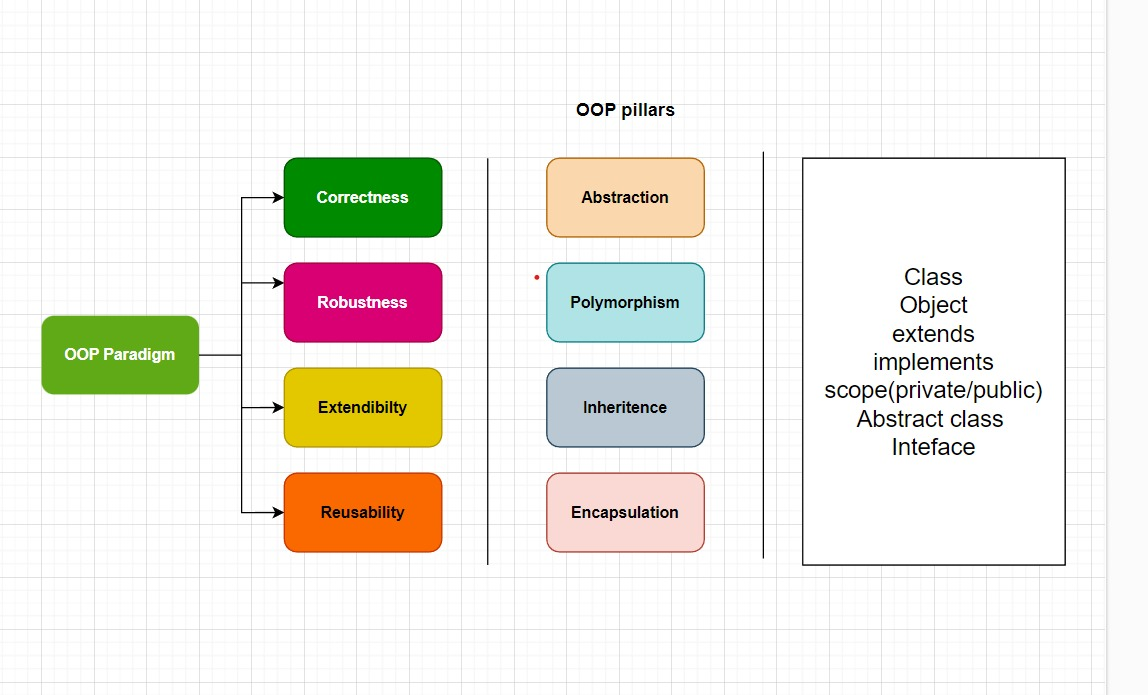 OOP pillars
OOP Paradigm
Correctness
Robustness
Extendibilty
Reusability
Abstraction
Polymorphism
Inheritence
Encapsulation
Class
Object
extends
implements
scope(private/public)
Abstract class
Inteface